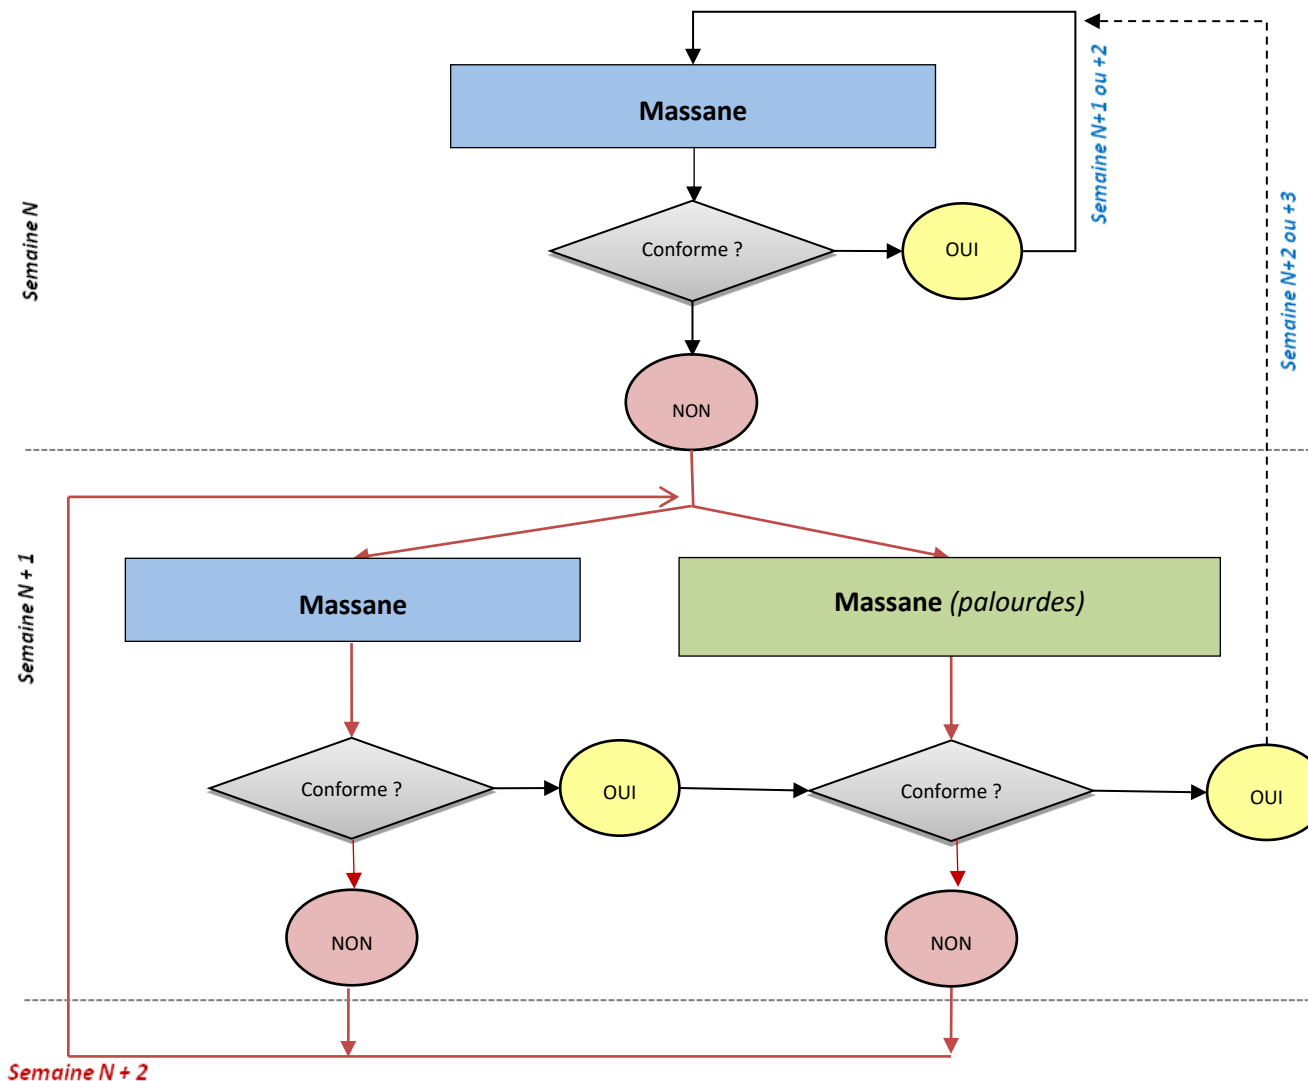 Semaine N+1 ou +2
Massane
Semaine N+2 ou +3
Semaine N
Conforme ?
OUI
NON
Semaine N + 1
Massane
Massane (palourdes)
Conforme ?
OUI
Conforme ?
OUI
NON
NON
Semaine N + 2